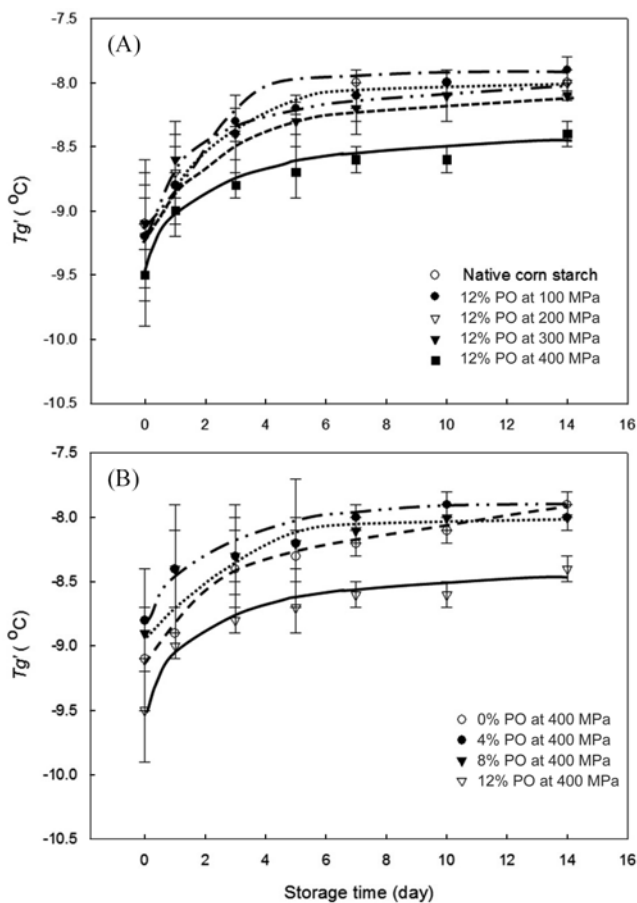 (A)
-7.5
-8.0
-8.5
-9.0
-9.5
-10.0
-10.5
Tg' (°C)
Native corn starch
12% PO at 100 MPa
12% PO at 200 MPa
12% PO at 300 MPa
12% PO at 400 MPa
0 2 4 6 8 10 12 14 16
(B)
-7.5
-8.0
-8.5
-9.0
-9.5
-10.0
-10.5
Tg' (°C)
0% PO at 400 MPa
4% PO at 400 MPa
8% PO at 400 MPa
12% PO at 400 MPa
0 2 4 6 8 10 12 14 16
Storage time (day)